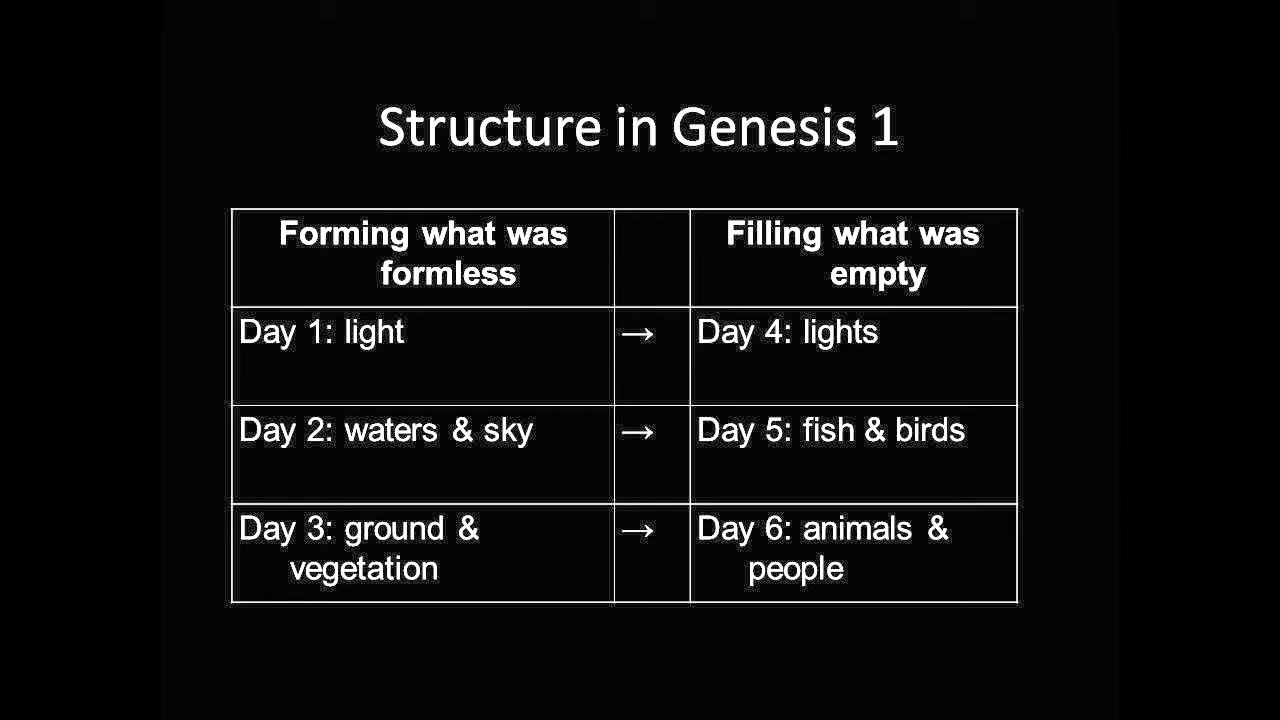 Structure in Genesis 1
Forming what was
formless
Filling what was
empty
Day 1: light
→
Day 4: lights
Day 2: waters & sky
→
Day 5: fish & birds
Day 3: ground &
vegetation
→
Day 6: animals &
people